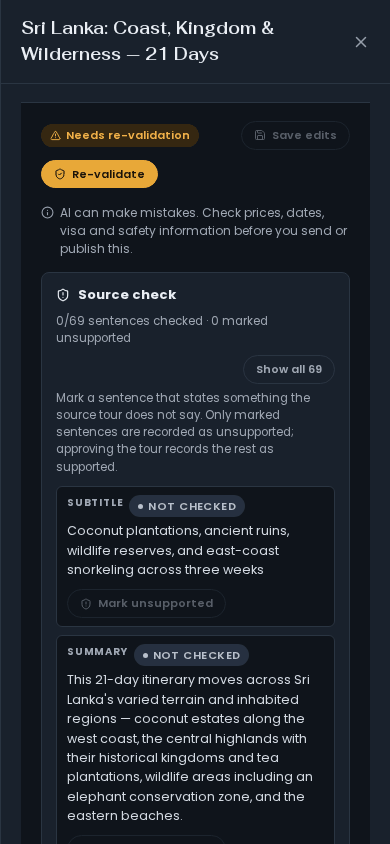 Sri Lanka: Coast, Kingdom &
Wilderness — 21 Days
Needs re-validation
Save edits
Re-validate
AI can make mistakes. Check prices, dates,
visa and safety information before you send or
publish this.
Source check
0/69 sentences checked · 0 marked
unsupported
Show all 69
Mark a sentence that states something the
source tour does not say. Only marked
sentences are recorded as unsupported;
approving the tour records the rest as
supported.
SUBTITLE
NOT CHECKED
Coconut plantations, ancient ruins,
wildlife reserves, and east-coast
snorkeling across three weeks
Mark unsupported
SUMMARY
NOT CHECKED
This 21-day itinerary moves across Sri
Lanka's varied terrain and inhabited
regions — coconut estates along the
west coast, the central highlands with
their historical kingdoms and tea
plantations, wildlife areas including an
elephant conservation zone, and the
eastern beaches.